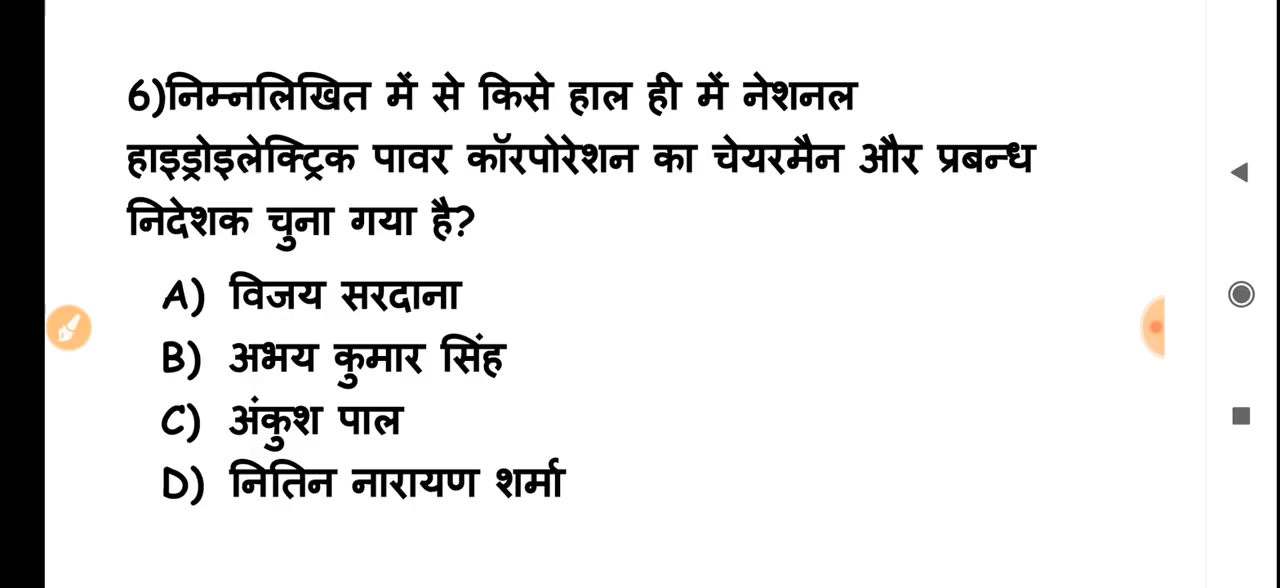 6)निम्नलिखित में से किसे हाल ही में नेशनल
हाइड्रोइलेक्ट्रिक पावर कॉरपोरेशन का चेयरमैन और प्रबन्ध
निदेशक चुना गया है?
A) विजय सरदाना
B) अभय कुमार सिंह
C) अंकुश पाल
D) नितिन नारायण शर्मा